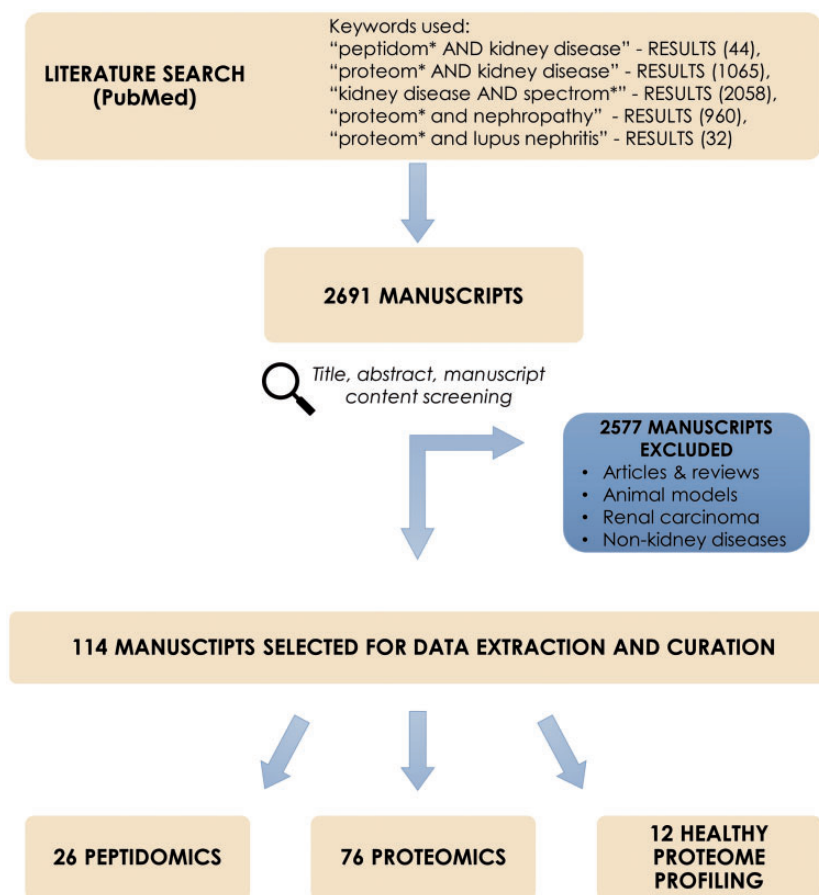 LITERATURE SEARCH
(PubMed)
Keywords used:
“peptidom* AND kidney disease” - RESULTS (44),
“proteom* AND kidney disease” - RESULTS (1065),
“kidney disease AND spectrom*” - RESULTS (2058),
“proteom* and nephropathy” - RESULTS (960),
“proteom* and lupus nephritis” - RESULTS (32)
2691 MANUSCRIPTS
Title, abstract, manuscript
content screening
2577 MANUSCRIPTS
EXCLUDED
• Articles & reviews
• Animal models
• Renal carcinoma
• Non-kidney diseases
114 MANUSCTIPTS SELECTED FOR DATA EXTRACTION AND CURATION
26 PEPTIDOMICS
76 PROTEOMICS
12 HEALTHY
PROTEOME
PROFILING